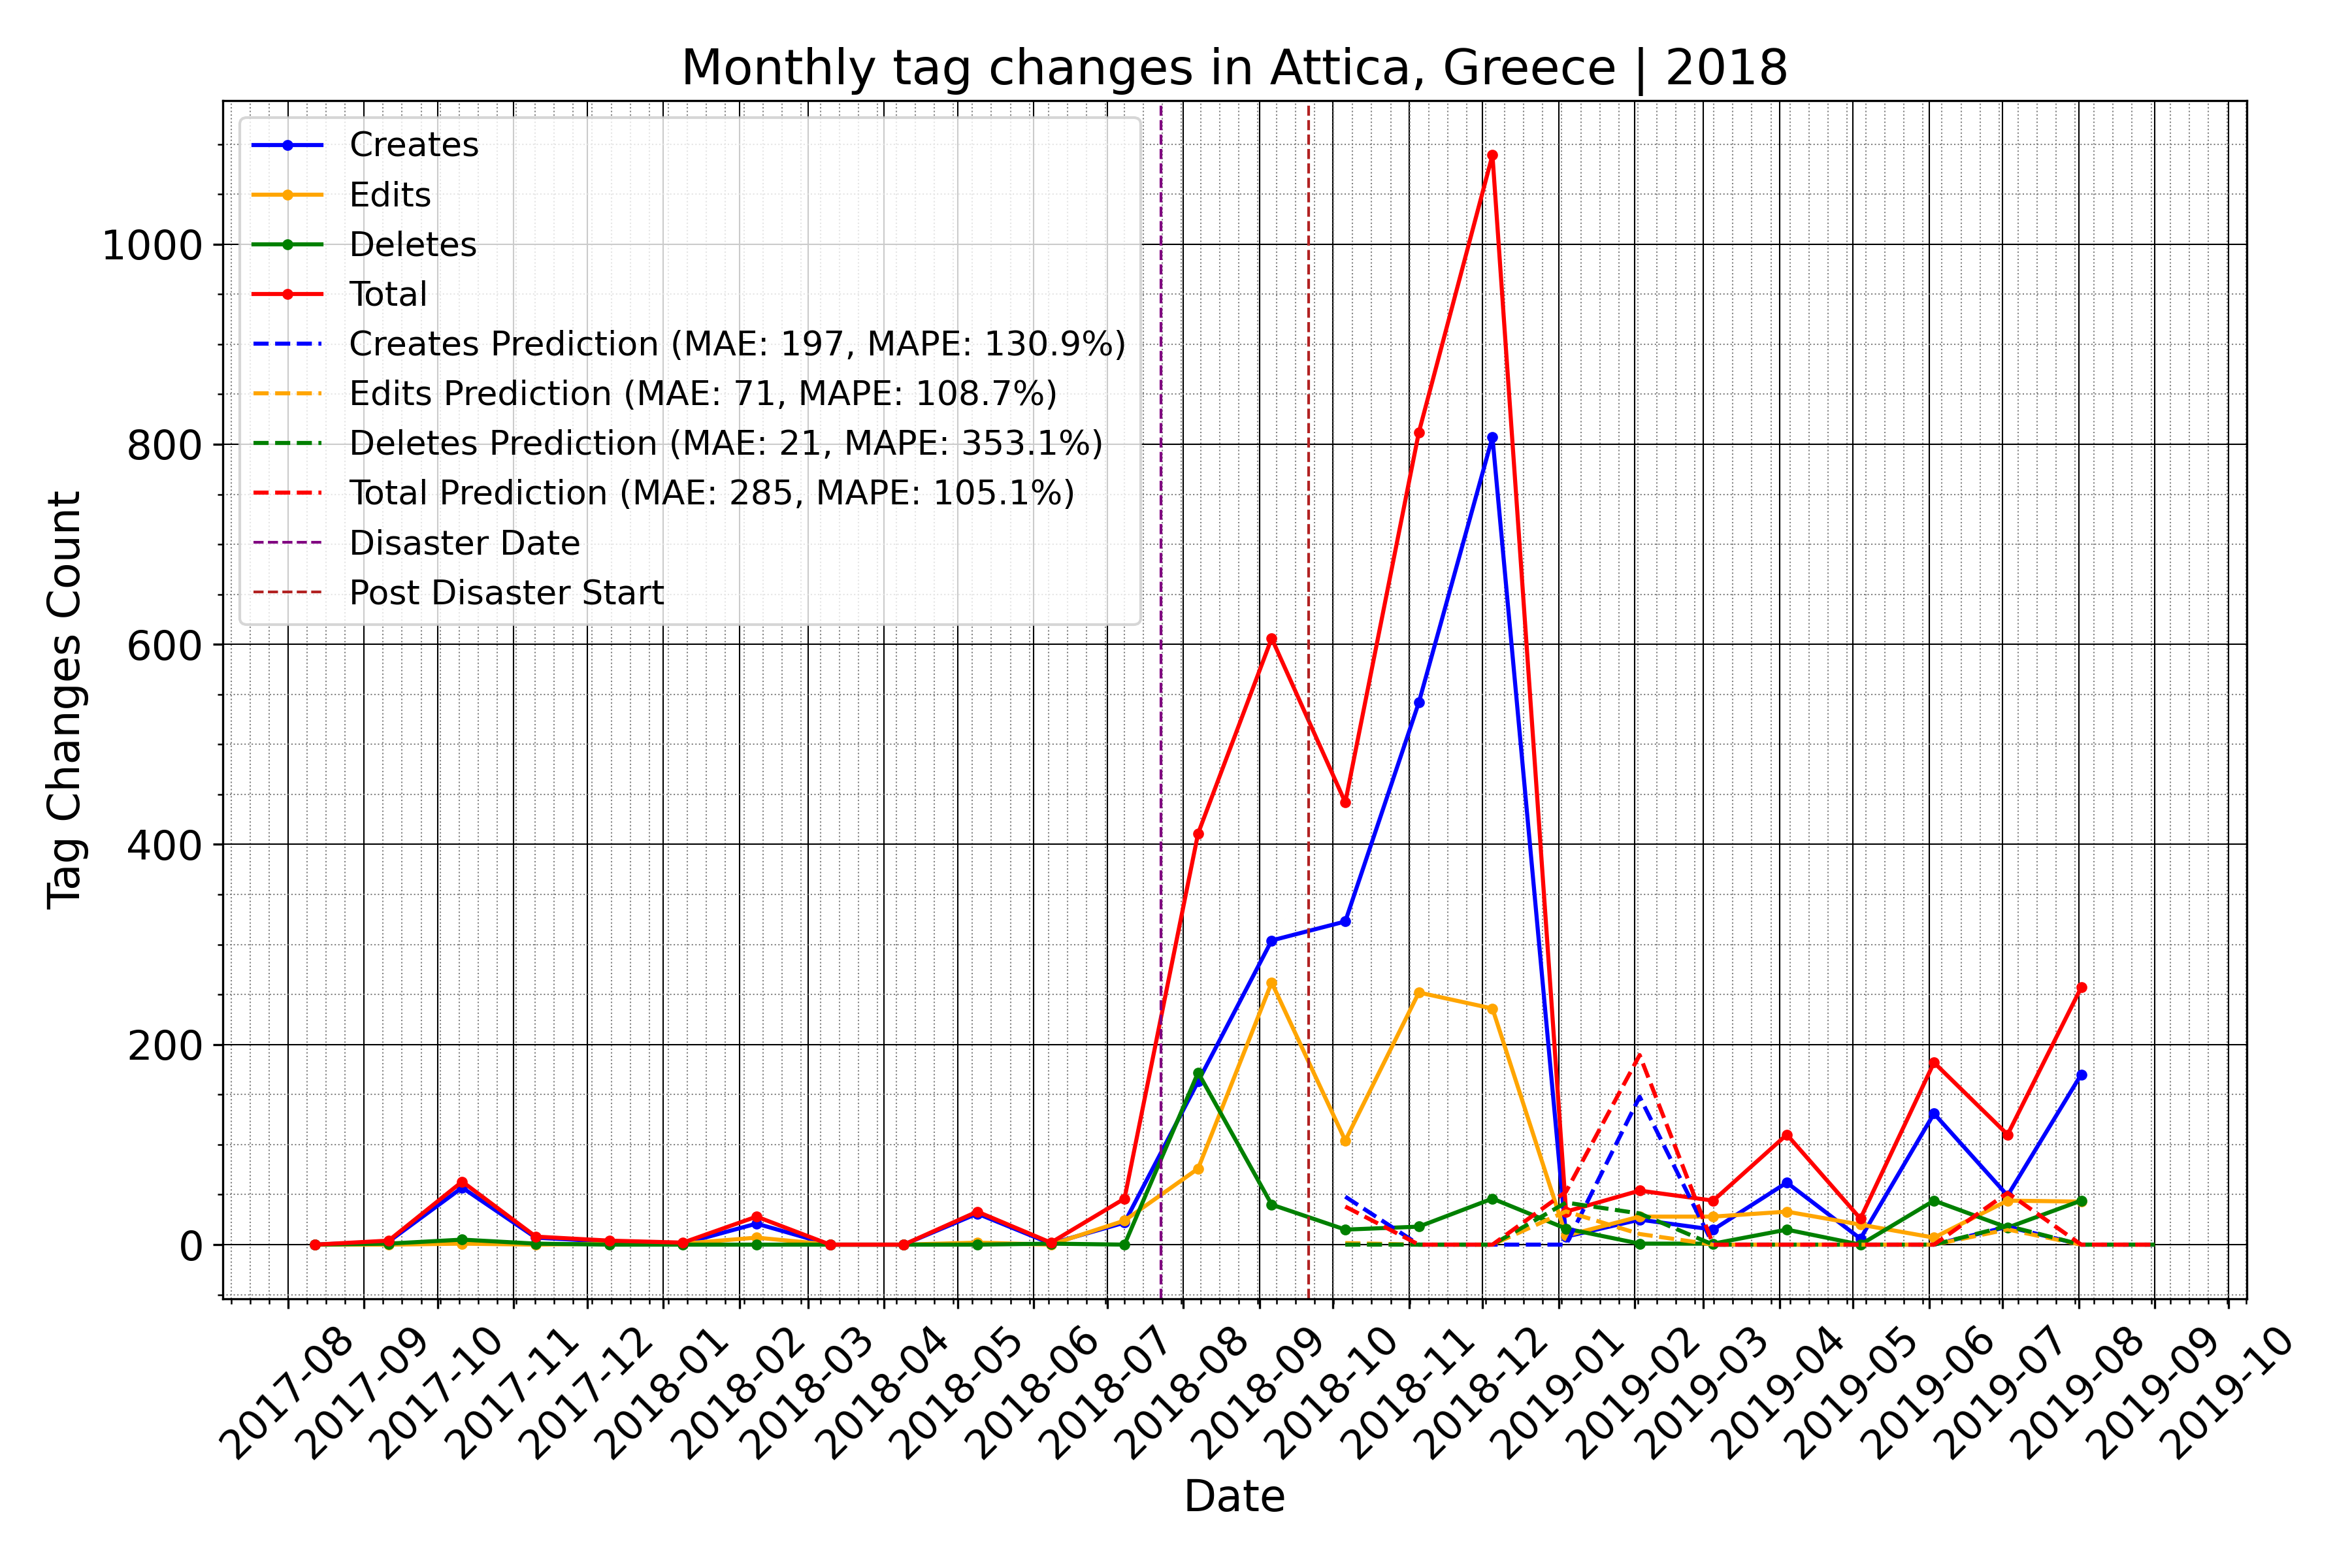 Monthly tag changes in Attica, Greece | 2018
Creates
Edits
Deletes
Total
Creates Prediction (MAE: 197, MAPE: 130.9%)
Edits Prediction (MAE: 71, MAPE: 108.7%)
Deletes Prediction (MAE: 21, MAPE: 353.1%)
Total Prediction (MAE: 285, MAPE: 105.1%)
Disaster Date
Post Disaster Start
Tag Changes Count
1000
800
600
400
200
0
2017-08
2017-09
2017-10
2017-11
2017-12
2018-01
2018-02
2018-03
2018-04
2018-05
2018-06
2018-07
2018-08
2018-09
2018-10
2018-11
2018-12
2019-01
2019-02
2019-03
2019-04
2019-05
2019-06
2019-07
2019-08
2019-09
2019-10
Date